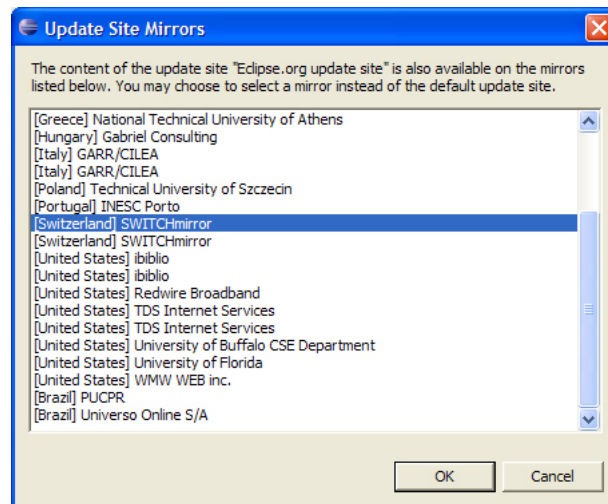 Update Site Mirrors
The content of the update site "Eclipse.org update site" is also available on the mirrors
listed below. You may choose to select a mirror instead of the default update site.
[Greece] National Technical University of Athens
[Hungary] Gabriel Consulting
[Italy] GARR/CILEA
[Italy] GARR/CILEA
[Poland] Technical University of Szczecin
[Portugal] INESC Porto
[Switzerland] SWITCHmirror
[Switzerland] SWITCHmirror
[United States] ibiblio
[United States] ibiblio
[United States] Redwire Broadband
[United States] TDS Internet Services
[United States] TDS Internet Services
[United States] University of Buffalo CSE Department
[United States] University of Florida
[United States] WMW WEB inc.
[Brazil] PUCPR
[Brazil] Universo Online S/A
OK
Cancel